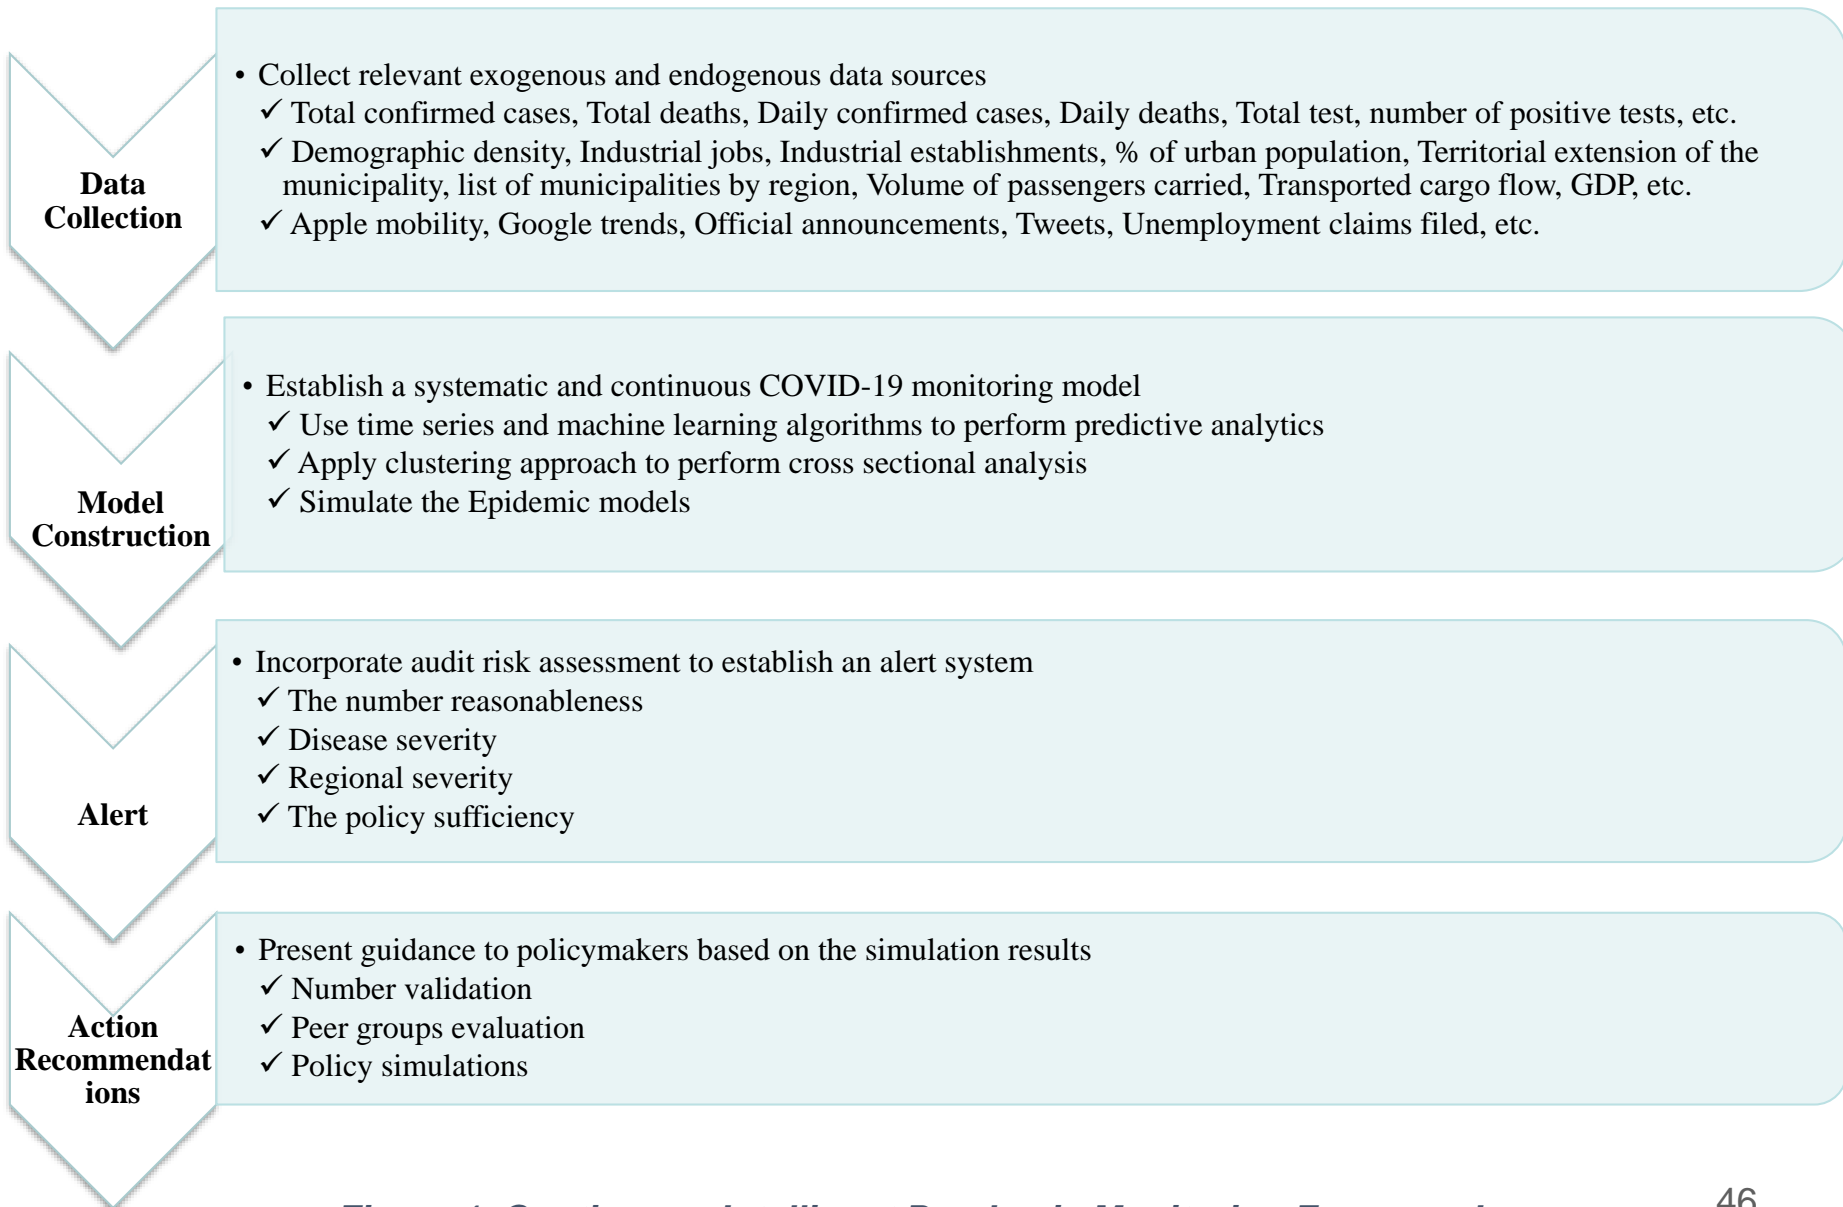 • Collect relevant exogenous and endogenous data sources
✓ Total confirmed cases, Total deaths, Daily confirmed cases, Daily deaths, Total test, number of positive tests, etc.
✓ Demographic density, Industrial jobs, Industrial establishments, % of urban population, Territorial extension of the
municipality, list of municipalities by region, Volume of passengers carried, Transported cargo flow, GDP, etc.
✓ Apple mobility, Google trends, Official announcements, Tweets, Unemployment claims filed, etc.
Data
Collection
• Establish a systematic and continuous COVID-19 monitoring model
✓ Use time series and machine learning algorithms to perform predictive analytics
✓ Apply clustering approach to perform cross sectional analysis
✓ Simulate the Epidemic models
Model
Construction
• Incorporate audit risk assessment to establish an alert system
✓ The number reasonableness
✓ Disease severity
✓ Regional severity
✓ The policy sufficiency
Alert
• Present guidance to policymakers based on the simulation results
✓ Number validation
✓ Peer groups evaluation
✓ Policy simulations
Action
Recommendat
ions
46